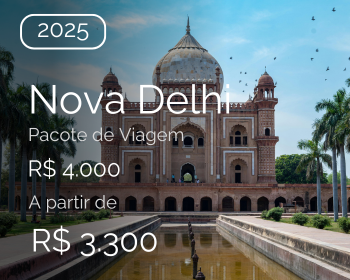 2025
Nova Delhi
Pacote de Viagem
R$ 4.000
A partir de
R$ 3.300